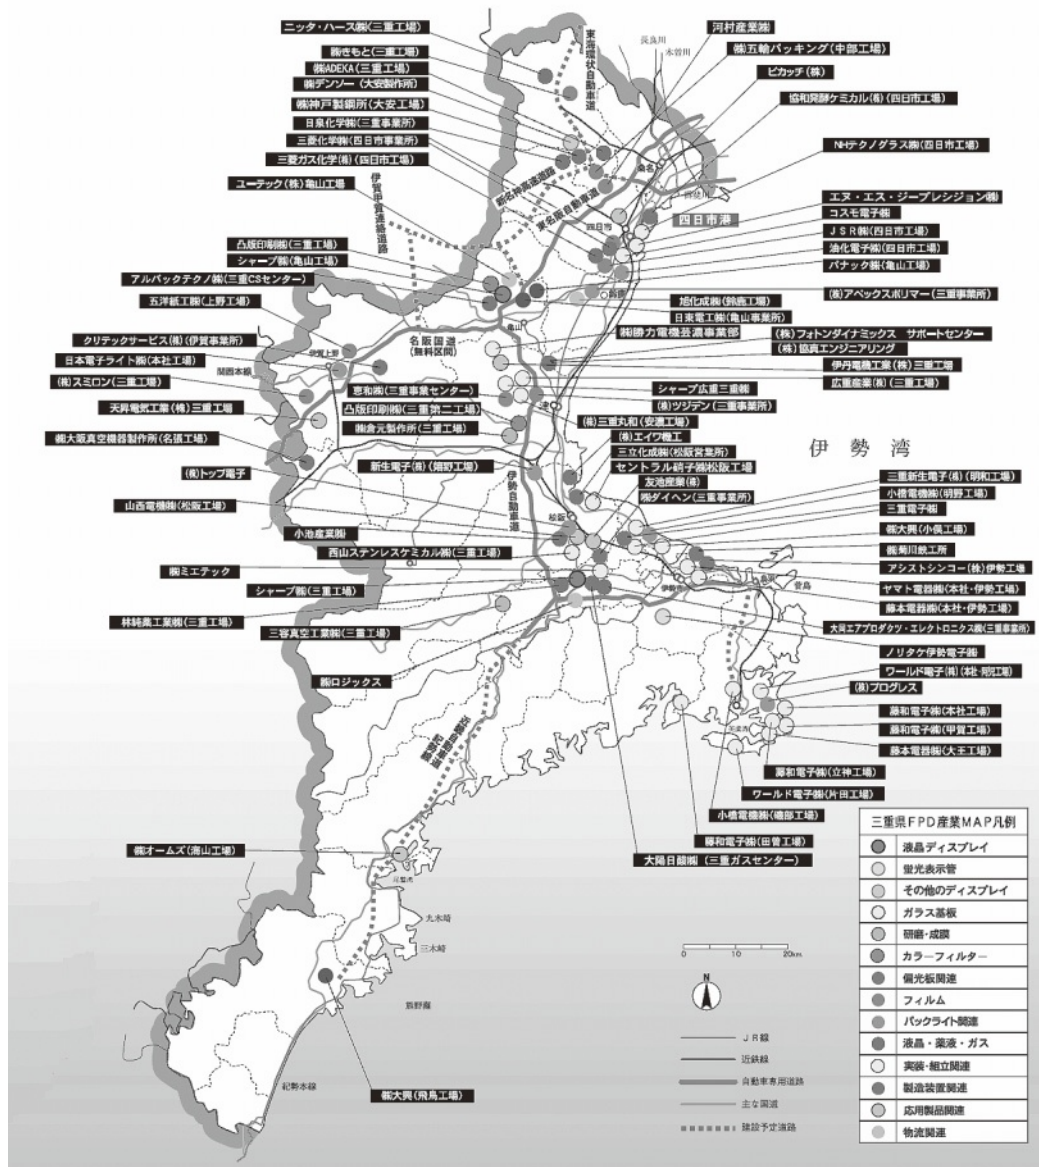 ニッタ・ハース㈱(三重工場)
㈱きもと(三重工場)
㈱ADEKA(三重工場)
㈱デンソー(大安製作所)
㈱神戸製鋼所(大安工場)
日泉化学㈱(三重事業所)
三菱化学㈱(四日市事業所)
三菱ガス化学(株)(四日市工場)
ユーテック(株)亀山工場
凸版印刷㈱(三重工場)
シャープ㈱(亀山工場)
アルバックテクノ㈱(三重CSセンター)
五洋紙工㈱(上野工場)
クリテックサービス(株)(伊賀事業所)
日本電子ライト㈱(本社工場)
(株)スミロン(三重工場)
天昇電気工業(株)三重工場
㈱大阪真空機器製作所(名張工場)
(株)トップ電子
山西電機㈱(松阪工場)
小池産業㈱
西山ステンレスケミカル㈱(三重工場)
㈱ミエテック
シャープ㈱(三重工場)
林純薬工業㈱(三重工場)
三容真空工業㈱(三重工場)
㈱ロジックス
㈱オームズ(海山工場)
㈱大興(飛鳥工場)
河村産業㈱
㈱五輪パッキング(中部工場)
ピカッチ(株)
協和発酵ケミカル(株)(四日市工場)
NHテクノグラス㈱(四日市工場)
エヌ・エス・ジープレシジョン㈱
コスモ電子㈱
JSR㈱(四日市工場)
油化電子㈱(四日市工場)
パナック㈱(亀山工場)
㈱アベックスポリマー(三重事業所)
旭化成㈱(鈴鹿工場)
日東電工㈱(亀山事業所)
㈱勝力電機芸濃事業部
(株)フォトンダイナミックス サポートセンター
(株)協真エンジニアリング
伊丹電機工業(株)三重工場
広重産業(株)(三重工場)
シャープ広重三重㈱
(株)ツジデン(三重事業所)
恵和㈱(三重事業センター)
凸版印刷㈱(三重第二工場)
㈱倉元製作所(三重工場)
新生電子(株)(嬉野工場)
(株)三重丸和(安濃工場)
(株)エイワ機工
三立化成㈱(松阪営業所)
セントラル硝子㈱松阪工場
友池産業(株)
㈱ダイヘン(三重事業所)
三重新生電子(株)(明和工場)
小橋電機㈱(明野工場)
三重電子㈱
㈱大興(小俣工場)
㈱菊川鉄工所
アシストシンコー(株)伊勢工場
ヤマト電器㈱(本社・伊勢工場)
藤本電器㈱(本社・伊勢工場)
大同エアプロダクツ・エレクトロニクス㈱(三重事業所)
ノリタケ伊勢電子㈱
(株)プログレス
藤和電子㈱(本社工場)
藤和電子㈱(甲賀工場)
藤本電器㈱(大王工場)
藤和電子㈱(立神工場)
ワールド電子㈱(片田工場)
小橋電機㈱(磯部工場)
藤和電子㈱(田曽工場)
大陽日酸㈱(三重ガスセンター)
東海環状自動車道
新名神高速道路
東名阪自動車道
伊賀甲賀連絡道路
名阪国道
(無料区間)
伊勢自動車道
長良川
木曽川
揖斐川
桑名
四日市
四日市港
鈴鹿
亀山
伊賀上野
関西本線
津
松阪
伊勢市
鳥羽
菅島
伊勢湾
九木埼
三木崎
熊野灘
紀勢本線
0 10 20km
N
JR線
近鉄線
自動車専用道路
主な国道
建設予定道路
三重県FPD産業MAP凡例
液晶ディスプレイ
蛍光表示管
その他のディスプレイ
ガラス基板
研磨・成膜
カラーフィルター
偏光板関連
フィルム
バックライト関連
液晶・薬液・ガス
実装・組立関連
製造装置関連
応用製品関連
物流関連